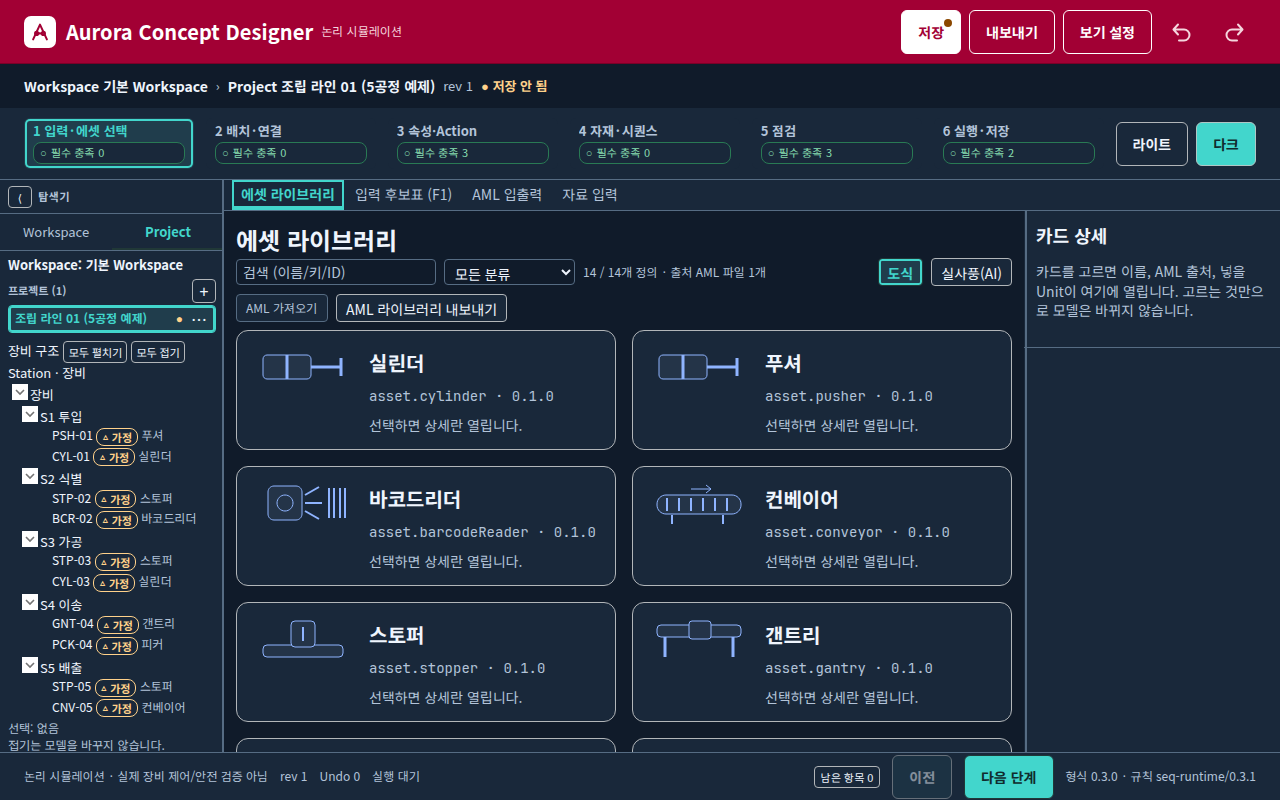 Aurora Concept Designer 논리 시뮬레이션 저장 내보내기 보기 설정
Workspace 기본 Workspace › Project 조립 라인 01 (5공정 예제) rev 1 ● 저장 안 됨
1 입력·에셋 선택 2 배치·연결 3 속성·Action 4 자재·시퀀스 5 점검 6 실행·저장
○ 필수 충족 0 ○ 필수 충족 0 ○ 필수 충족 3 ○ 필수 충족 0 ○ 필수 충족 3 ○ 필수 충족 2
라이트 다크
탐색기
Workspace Project
Workspace: 기본 Workspace
프로젝트 (1) +
조립 라인 01 (5공정 예제) ● ···
장비 구조 모두 펼치기 모두 접기
Station · 장비
장비
S1 투입
PSH-01 △ 가정 푸셔
CYL-01 △ 가정 실린더
S2 식별
STP-02 △ 가정 스토퍼
BCR-02 △ 가정 바코드리더
S3 가공
STP-03 △ 가정 스토퍼
CYL-03 △ 가정 실린더
S4 이송
GNT-04 △ 가정 갠트리
PCK-04 △ 가정 피커
S5 배출
STP-05 △ 가정 스토퍼
CNV-05 △ 가정 컨베이어
선택: 없음
접기는 모델을 바꾸지 않습니다.
에셋 라이브러리 입력 후보표 (F1) AML 입출력 자료 입력
에셋 라이브러리
검색 (이름/키/ID) 모든 분류 14 / 14개 정의 · 출처 AML 파일 1개 도식 실사풍(AI)
AML 가져오기 AML 라이브러리 내보내기
실린더
asset.cylinder · 0.1.0
선택하면 상세란 열립니다.
푸셔
asset.pusher · 0.1.0
선택하면 상세란 열립니다.
바코드리더
asset.barcodeReader · 0.1.0
선택하면 상세란 열립니다.
컨베이어
asset.conveyor · 0.1.0
선택하면 상세란 열립니다.
스토퍼
asset.stopper · 0.1.0
선택하면 상세란 열립니다.
갠트리
asset.gantry · 0.1.0
선택하면 상세란 열립니다.
카드 상세
카드를 고르면 이름, AML 출처, 넣을
Unit이 여기에 열립니다. 고르는 것만으
로 모델은 바뀌지 않습니다.
논리 시뮬레이션 · 실제 장비 제어/안전 검증 아님 rev 1 Undo 0 실행 대기 남은 항목 0 이전 다음 단계 형식 0.3.0 · 규칙 seq-runtime/0.3.1